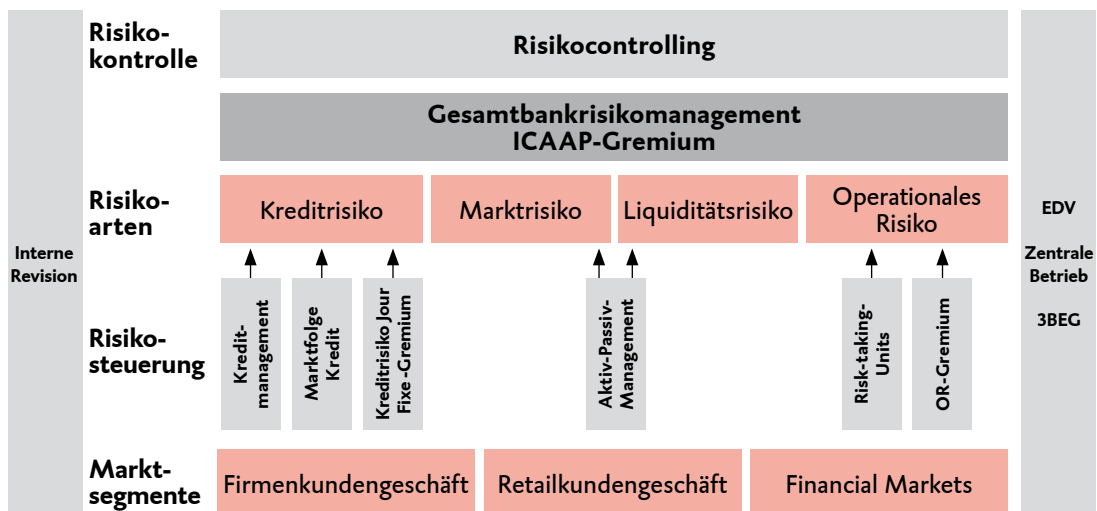 Risiko-
kontrolle
Risikocontrolling
Gesamtbankrisikomanagement
ICAAP-Gremium
Risiko-
arten
Kreditrisiko
Marktrisiko
Liquiditätsrisiko
Operationales
Risiko
Interne
Revision
EDV
Zentrale
Betrieb
3BEG
Risiko-
steuerung
Kredit-
management
Marktfolge
Kredit
Kreditrisiko Jour
Fixe -Gremium
Aktiv-Passiv-
Management
Risk-taking-
Units
OR-Gremium
Markt-
segmente
Firmenkundengeschäft
Retailkundengeschäft
Financial Markets